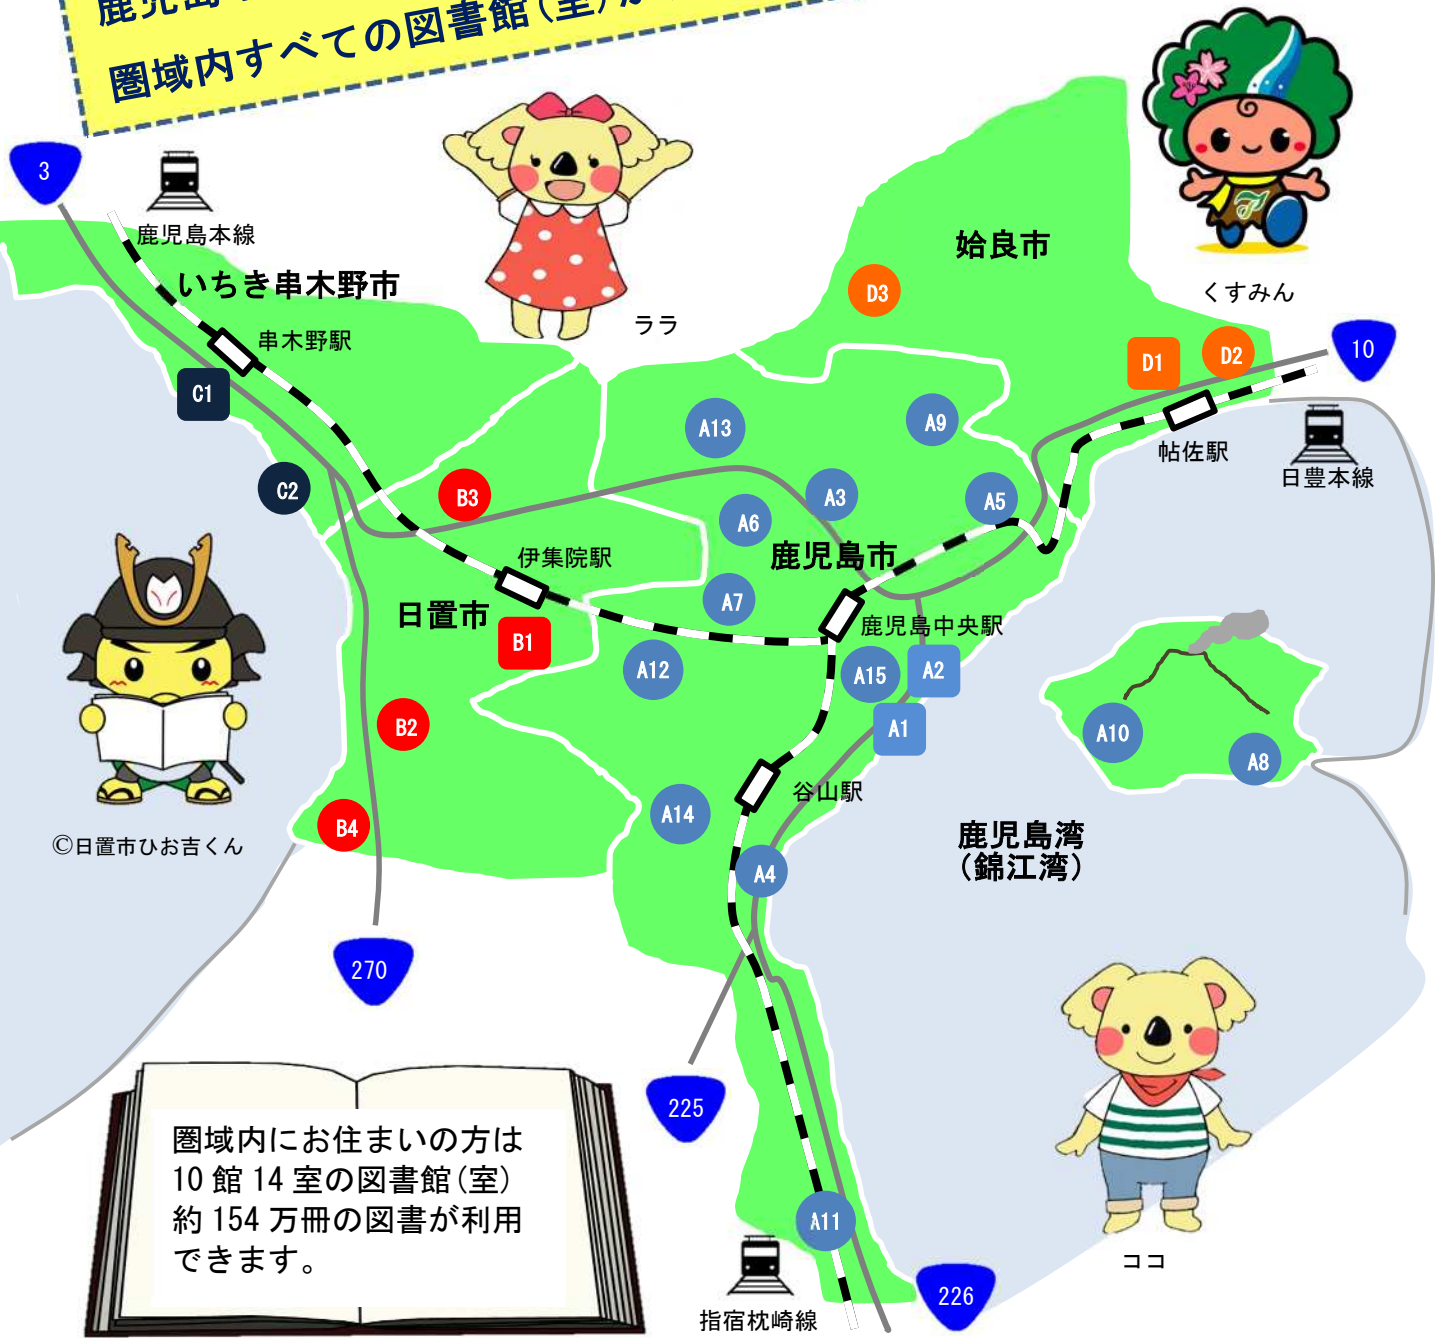 鹿児島
圏域内すべての図書館(室)が
3
鹿児島本線
いちき串木野市
串木野駅
C1
C2
ララ
姶良市
D3
くすみん
D1
D2
10
帖佐駅
日豊本線
A13
A9
A3
A5
A6
鹿児島市
A7
B3
伊集院駅
日置市
B1
A12
鹿児島中央駅
A15
A2
A1
B2
B4
A10
A8
©日置市ひお吉くん
谷山駅
A14
A4
鹿児島湾
(錦江湾)
270
225
圏域内にお住まいの方は
10 館 14 室の図書館(室)
約 154 万冊の図書が利用
できます。
A11
指宿枕崎線
226
ココ